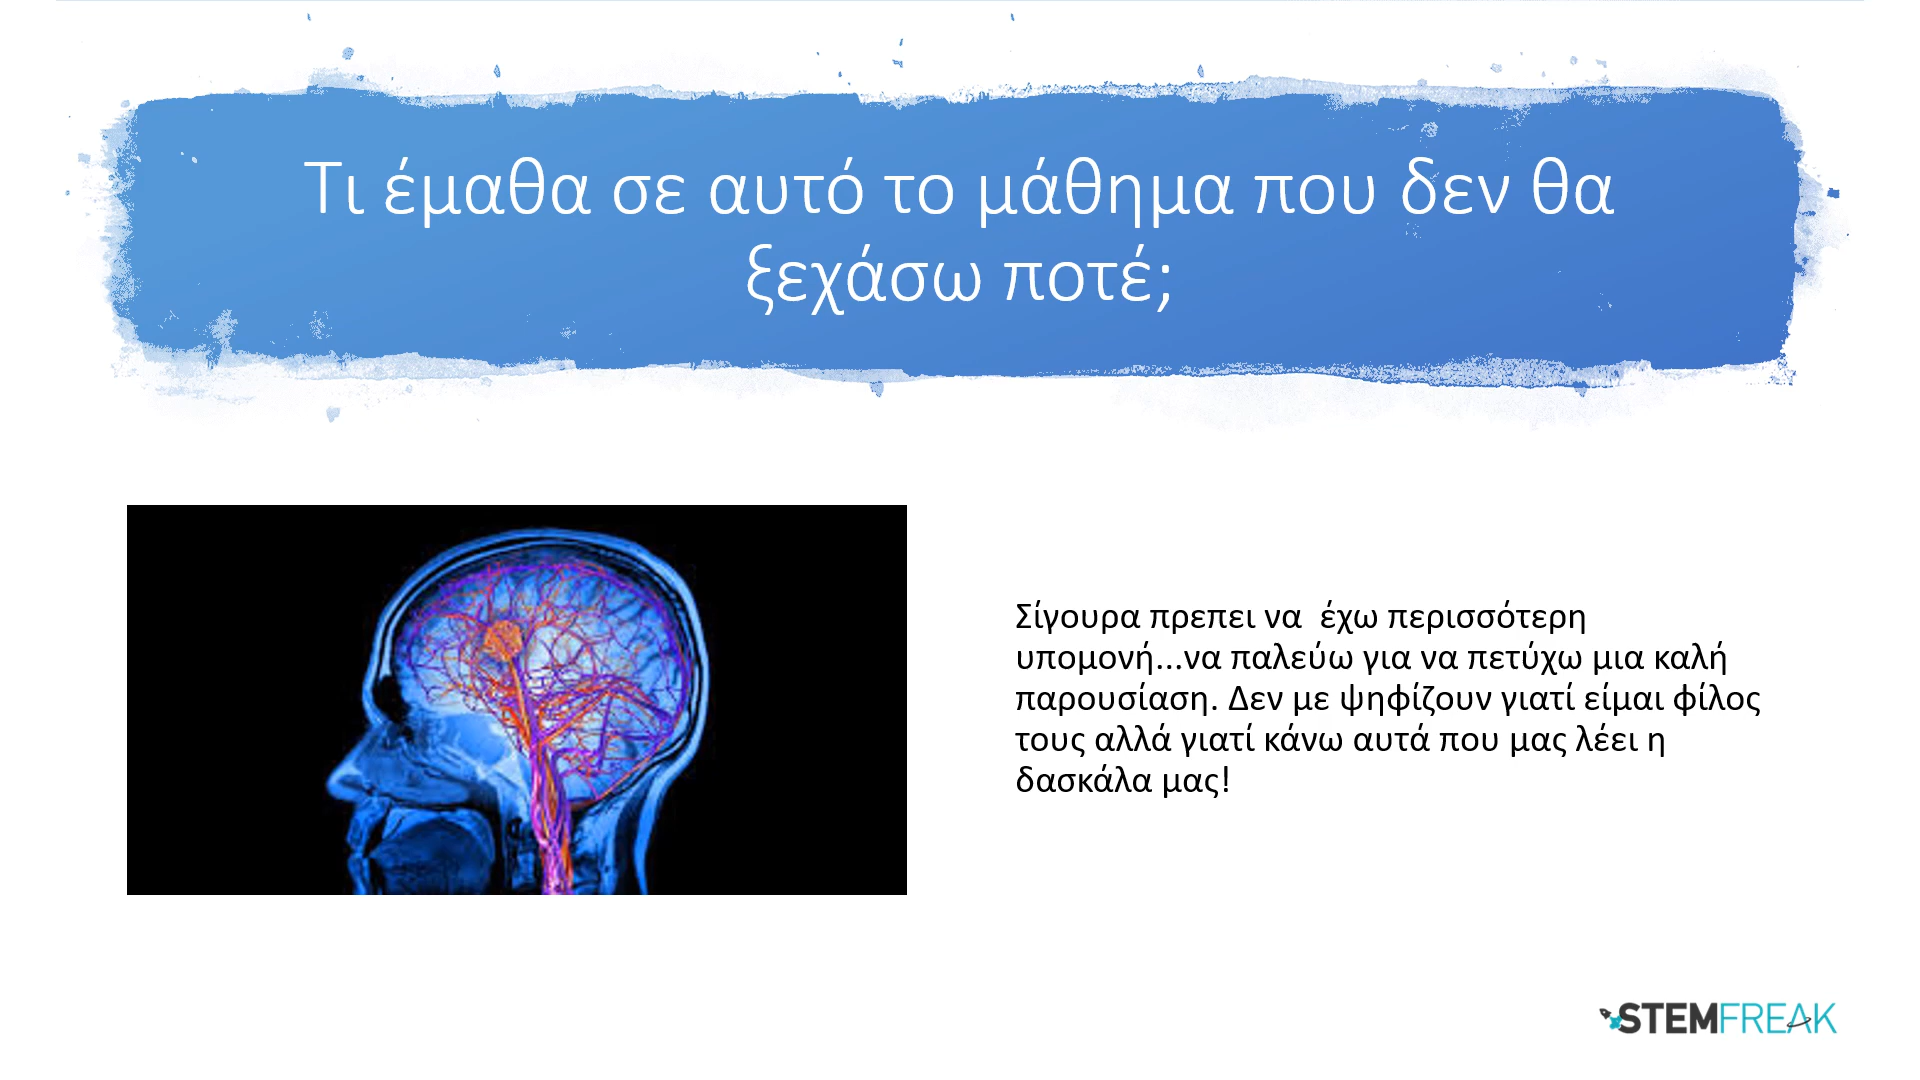 Τι έμαθα σε αυτό το μάθημα που δεν θα
ξεχάσω ποτέ;
Σίγουρα πρεπει να  έχω περισσότερη
υπομονή...να παλεύω για να πετύχω μια καλή
παρουσίαση. Δεν με ψηφίζουν γιατί είμαι φίλος
τους αλλά γιατί κάνω αυτά που μας λέει η
δασκάλα μας!
STEMFREAK